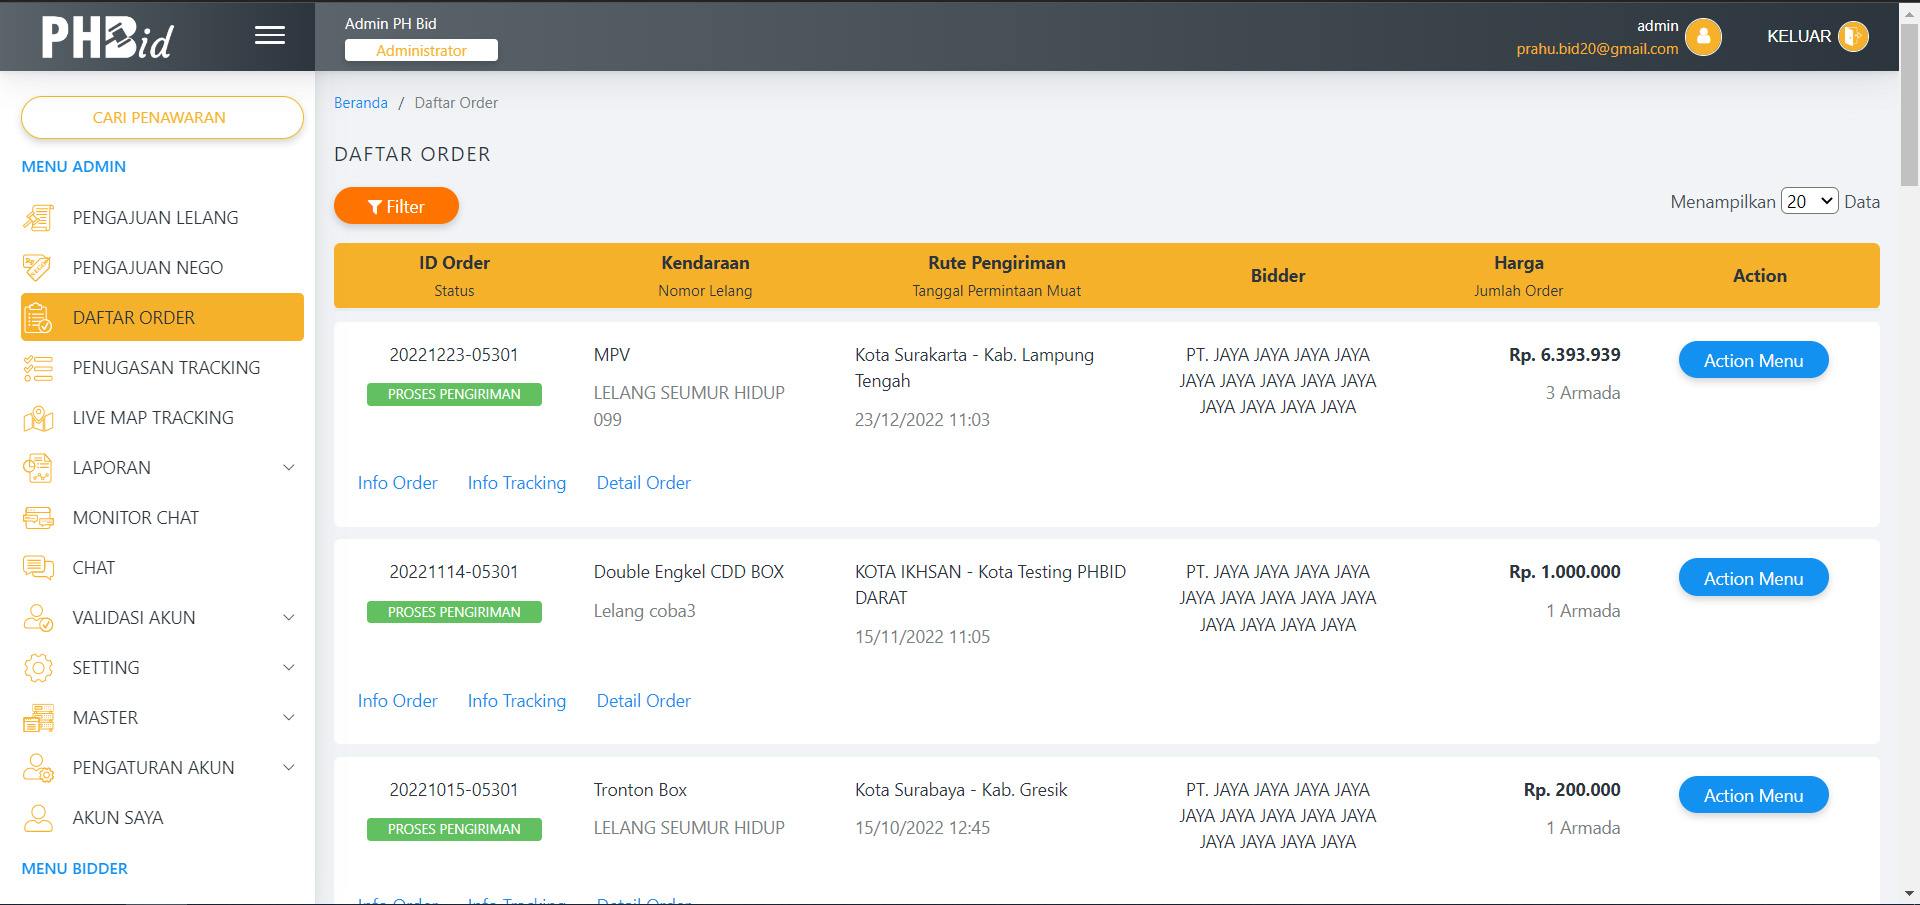 PHBid
Admin PH Bid
Administrator
admin
prahu.bid20@gmail.com
KELUAR
CARI PENAWARAN
MENU ADMIN
PENGAJUAN LELANG
PENGAJUAN NEGO
DAFTAR ORDER
PENUGASAN TRACKING
LIVE MAP TRACKING
LAPORAN
MONITOR CHAT
CHAT
VALIDASI AKUN
SETTING
MASTER
PENGATURAN AKUN
AKUN SAYA
MENU BIDDER
Beranda / Daftar Order
DAFTAR ORDER
Filter
Menampilkan 20 Data
ID Order
Status
Kendaraan
Nomor Lelang
Rute Pengiriman
Tanggal Permintaan Muat
Bidder
Harga
Jumlah Order
Action
20221223-05301
PROSES PENGIRIMAN
MPV
LELANG SEUMUR HIDUP
099
Kota Surakarta - Kab. Lampung
Tengah
23/12/2022 11:03
PT. JAYA JAYA JAYA JAYA
JAYA JAYA JAYA JAYA JAYA
JAYA JAYA JAYA JAYA
Rp. 6.393.939
3 Armada
Action Menu
Info Order Info Tracking Detail Order
20221114-05301
PROSES PENGIRIMAN
Double Engkel CDD BOX
Lelang coba3
KOTA IKHSAN - Kota Testing PHBID
DARAT
15/11/2022 11:05
PT. JAYA JAYA JAYA JAYA
JAYA JAYA JAYA JAYA JAYA
JAYA JAYA JAYA JAYA
Rp. 1.000.000
1 Armada
Action Menu
Info Order Info Tracking Detail Order
20221015-05301
PROSES PENGIRIMAN
Tronton Box
LELANG SEUMUR HIDUP
Kota Surabaya - Kab. Gresik
15/10/2022 12:45
PT. JAYA JAYA JAYA JAYA
JAYA JAYA JAYA JAYA JAYA
JAYA JAYA JAYA JAYA
Rp. 200.000
1 Armada
Action Menu
Info Order Info Tracking Detail Order